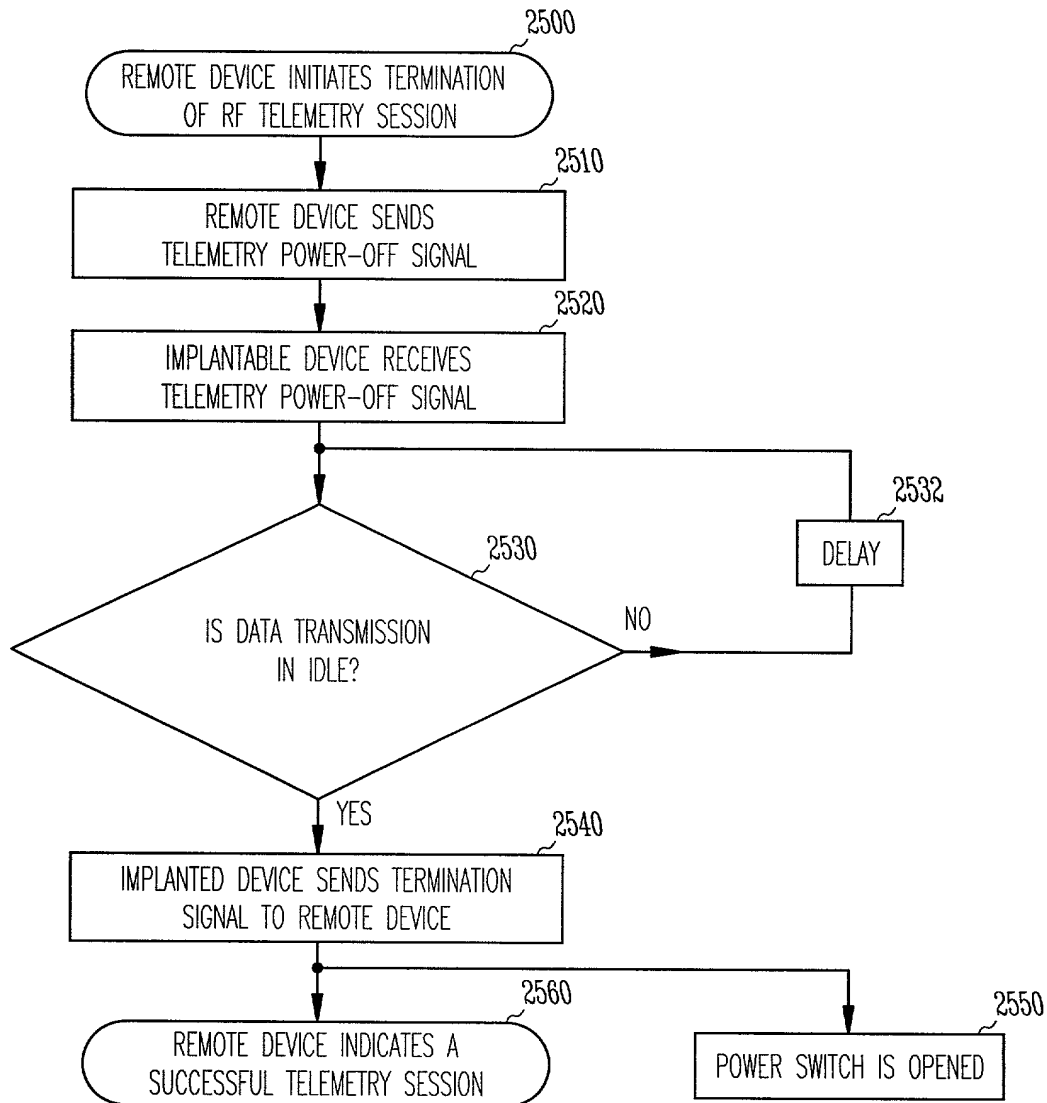 2500
REMOTE DEVICE INITIATES TERMINATION
OF RF TELEMETRY SESSION
2510
REMOTE DEVICE SENDS
TELEMETRY POWER-OFF SIGNAL
2520
IMPLANTABLE DEVICE RECEIVES
TELEMETRY POWER-OFF SIGNAL
2532
DELAY
2530
IS DATA TRANSMISSION
IN IDLE?
NO
YES
2540
IMPLANTED DEVICE SENDS TERMINATION
SIGNAL TO REMOTE DEVICE
2560
REMOTE DEVICE INDICATES A
SUCCESSFUL TELEMETRY SESSION
2550
POWER SWITCH IS OPENED